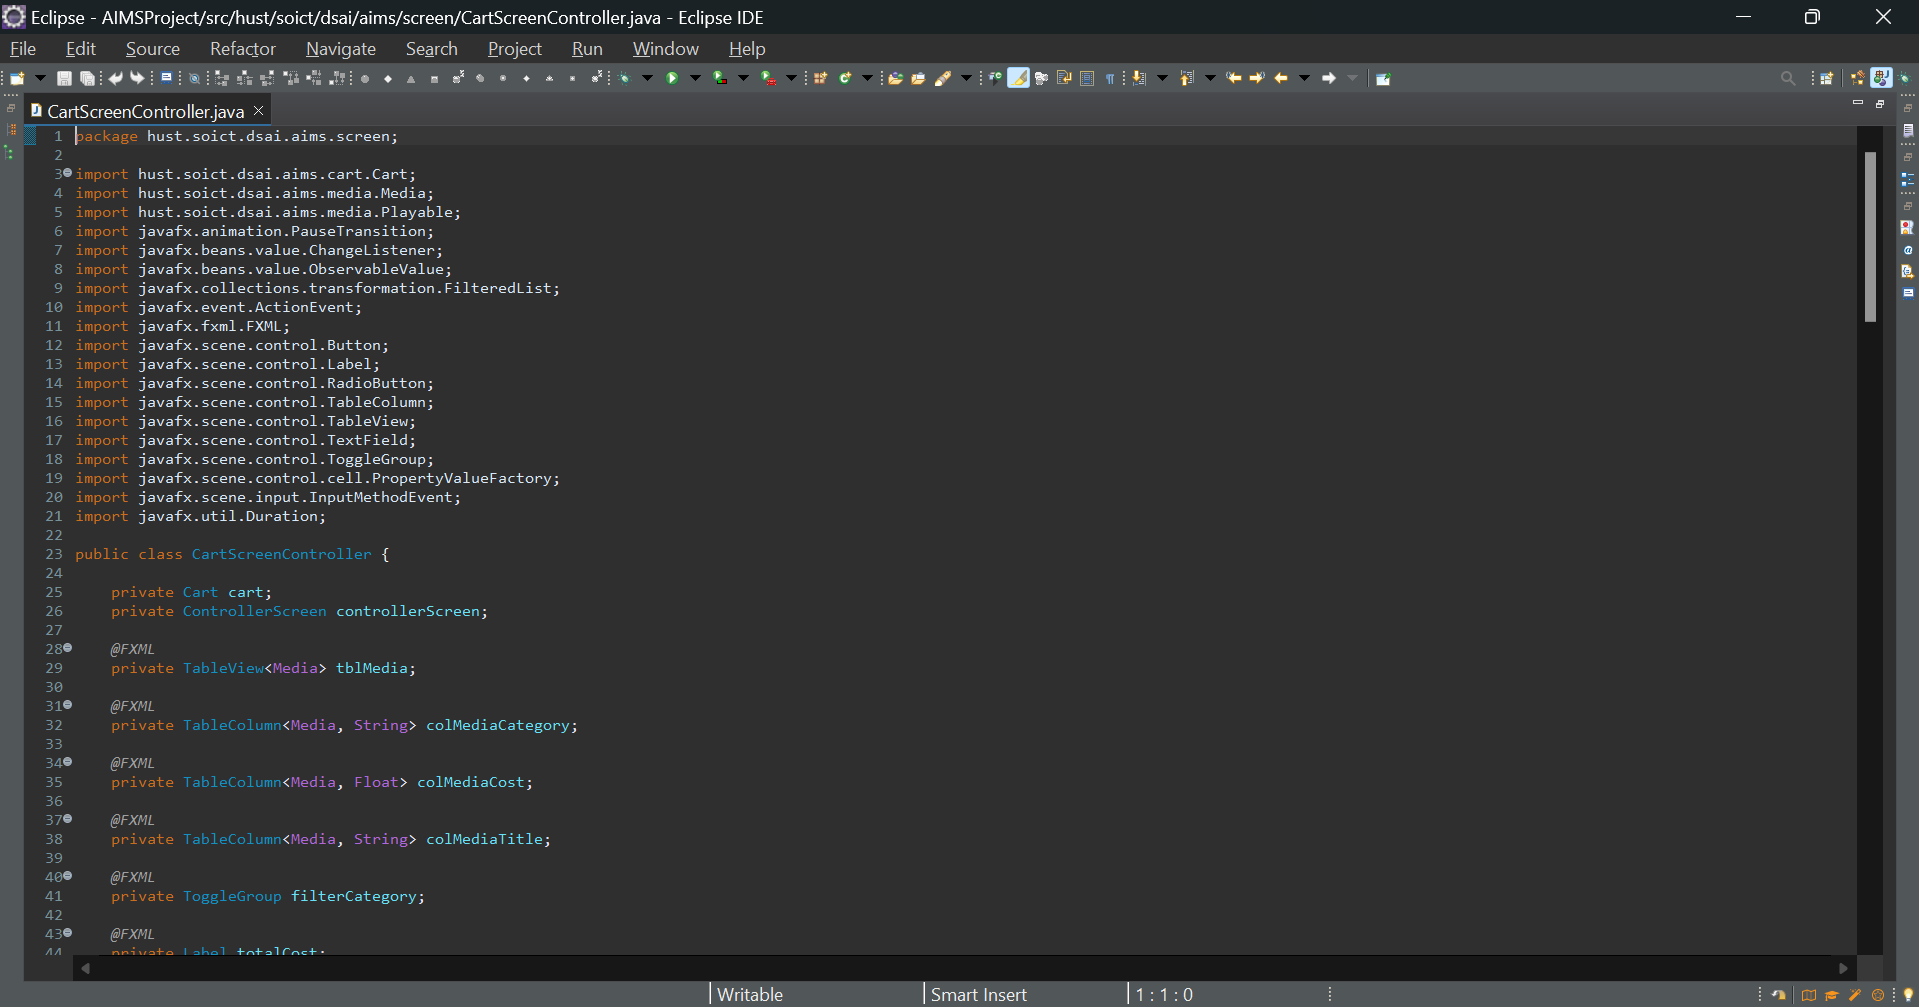 Eclipse - AIMSProject/src/hust/soict/dsai/aims/screen/CartScreenController.java - Eclipse IDE
File Edit Source Refactor Navigate Search Project Run Window Help
CartScreenController.java
1 package hust.soict.dsai.aims.screen;
2
3 import hust.soict.dsai.aims.cart.Cart;
4 import hust.soict.dsai.aims.media.Media;
5 import hust.soict.dsai.aims.media.Playable;
6 import javafx.animation.PauseTransition;
7 import javafx.beans.value.ChangeListener;
8 import javafx.beans.value.ObservableValue;
9 import javafx.collections.transformation.FilteredList;
10 import javafx.event.ActionEvent;
11 import javafx.fxml.FXML;
12 import javafx.scene.control.Button;
13 import javafx.scene.control.Label;
14 import javafx.scene.control.RadioButton;
15 import javafx.scene.control.TableColumn;
16 import javafx.scene.control.TableView;
17 import javafx.scene.control.TextField;
18 import javafx.scene.control.ToggleGroup;
19 import javafx.scene.control.cell.PropertyValueFactory;
20 import javafx.scene.input.InputMethodEvent;
21 import javafx.util.Duration;
22
23 public class CartScreenController {
24
25 private Cart cart;
26 private ControllerScreen controllerScreen;
27
28 @FXML
29 private TableView<Media> tblMedia;
30
31 @FXML
32 private TableColumn<Media, String> colMediaCategory;
33
34 @FXML
35 private TableColumn<Media, Float> colMediaCost;
36
37 @FXML
38 private TableColumn<Media, String> colMediaTitle;
39
40 @FXML
41 private ToggleGroup filterCategory;
42
43 @FXML
44 private Label totalCost;
Writable Smart Insert 1 : 1 : 0